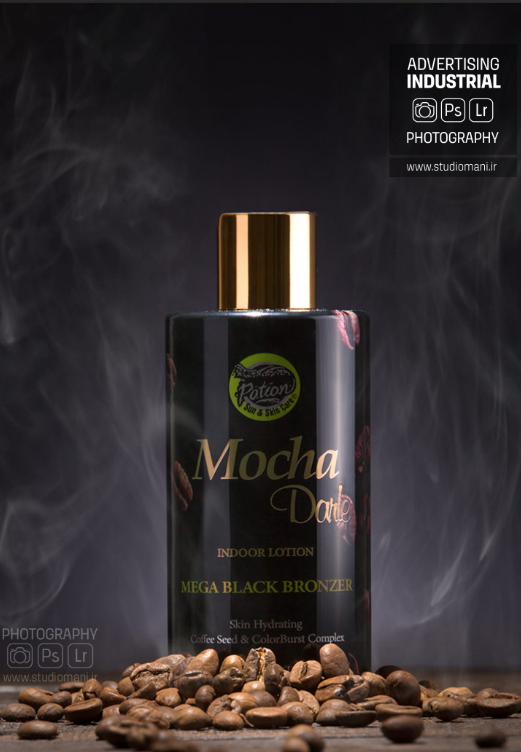 ADVERTISING
INDUSTRIAL
Ps Lr
PHOTOGRAPHY
www.studiomani.ir
Potion
Sun & Skin Care
Mocha
Dark
INDOOR LOTION
MEGA BLACK BRONZER
Skin Hydrating
Coffee Seed & ColorBurst Complex
PHOTOGRAPHY
Ps Lr
www.studiomani.ir